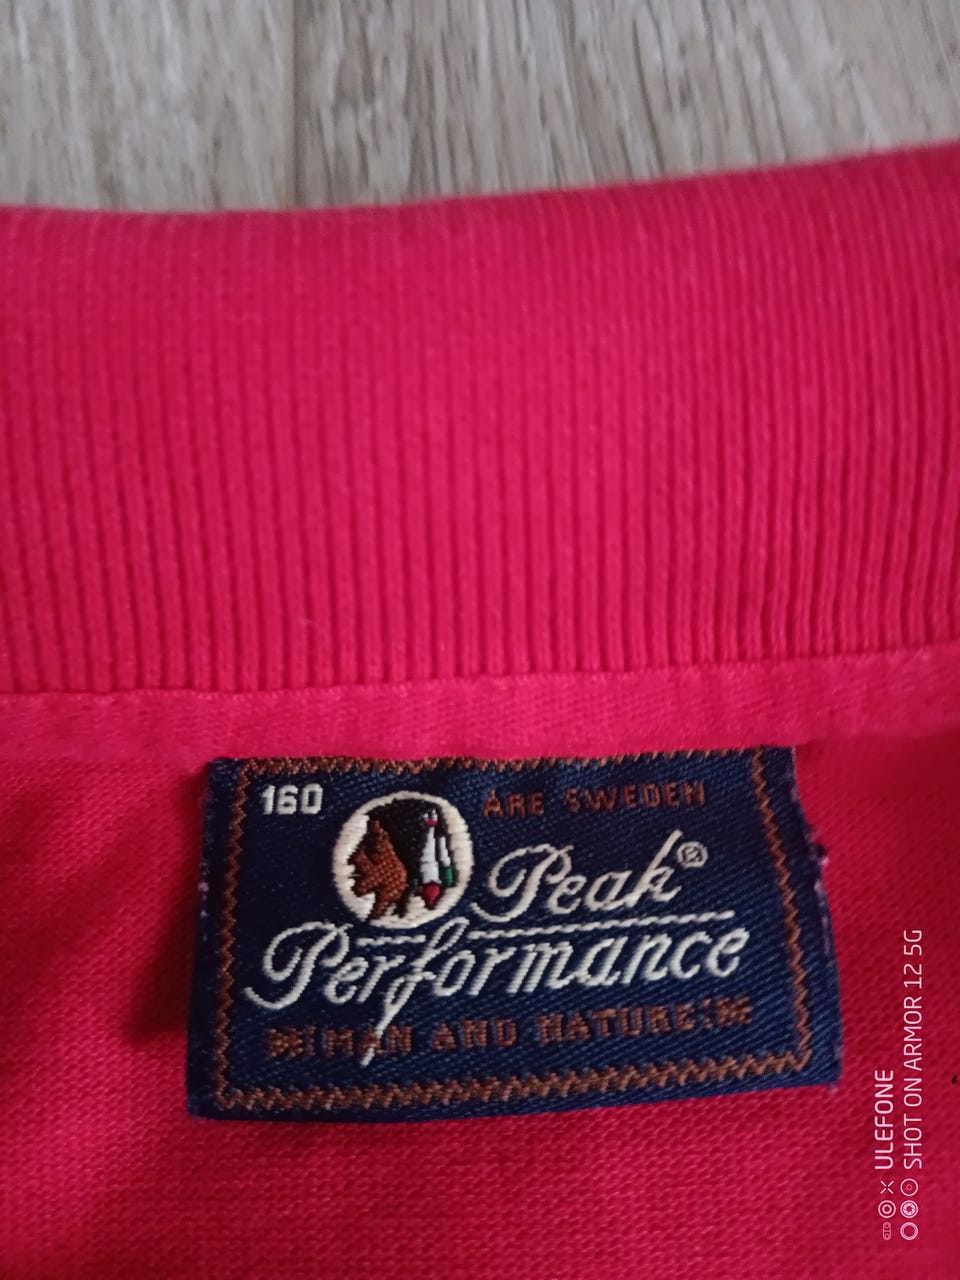 160
ÅRE SWEDEN
Peak®
Performance
MAN AND NATURE
ULEFONE
SHOT ON ARMOR 12 5G